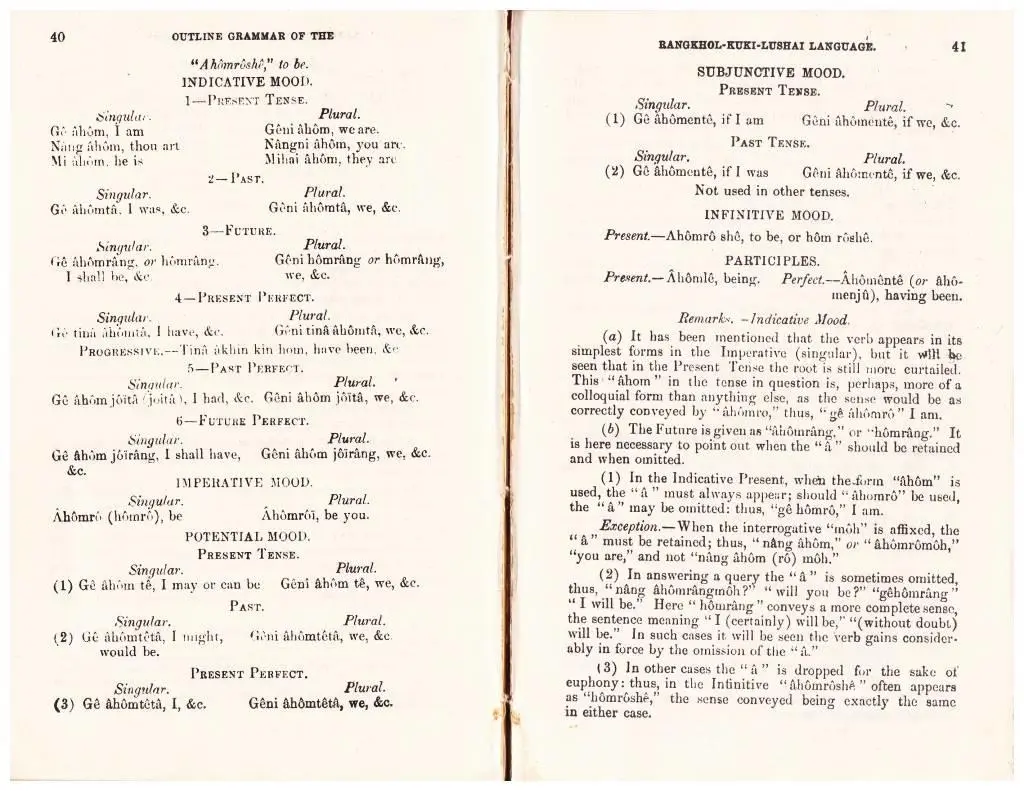 40 OUTLINE GRAMMAR OF THE
"Ahômrôshê," to be.
INDICATIVE MOOD.
1—PRESENT TENSE.
Singular. Plural.
Gê âhôm, I am Gêni âhôm, we are.
Nâng âhôm, thou art Nângni âhôm, you are.
Mi âhôm, he is Mihai âhôm, they are
2—PAST.
Singular. Plural.
Gê âhômtâ, I was, &c. Gêni âhômtâ, we, &c.
3—FUTURE.
Singular. Plural.
Gê âhômrâng, or hômrâng, Gêni hômrâng or hômrâng,
I shall be, &c. we, &c.
4—PRESENT PERFECT.
Singular. Plural.
Gê tinâ âhômtâ, I have, &c. Gêni tinâ âhômtâ, we, &c.
PROGRESSIVE.—Tinâ âkhin kin hom, have been, &c
5—PAST PERFECT.
Singular. Plural.
Gê âhôm jôïtâ (joitâ), I had, &c. Gêni âhôm jôïtâ, we, &c.
6—FUTURE PERFECT.
Singular. Plural.
Gê âhôm jôïrâng, I shall have, Gêni âhôm jôïrâng, we, &c.
&c.
IMPERATIVE MOOD.
Singular. Plural.
Âhômrô (hômrô), be Âhômrôï, be you.
POTENTIAL MOOD.
PRESENT TENSE.
Singular. Plural.
(1) Gê âhôm tê, I may or can be Gêni âhôm tê, we, &c.
PAST.
Singular. Plural.
(2) Gê âhômtêtâ, I might, Gêni âhômtêtâ, we, &c.
would be.
PRESENT PERFECT.
Singular. Plural.
(3) Gê âhômtêtâ, I, &c. Gêni âhômtêtâ, we, &c.
RANGKHOL-KUKI-LUSHAI LANGUAGE. 41
SUBJUNCTIVE MOOD.
PRESENT TENSE.
Singular. Plural.
(1) Gê âhômentê, if I am Gêni âhômentê, if we, &c.
PAST TENSE.
Singular. Plural.
(2) Gê âhômentê, if I was Gêni âhômentê, if we, &c.
Not used in other tenses.
INFINITIVE MOOD.
Present.—Ahômrô shê, to be, or hôm rôshê.
PARTICIPLES.
Present.—Âhômlê, being. Perfect.—Âhômêntê (or âhô-
menjû), having been.
Remarks.—Indicative Mood.
(a) It has been mentioned that the verb appears in its
simplest forms in the Imperative (singular), but it will be
seen that in the Present Tense the root is still more curtailed.
This "âhom" in the tense in question is, perhaps, more of a
colloquial form than anything else, as the sense would be as
correctly conveyed by "âhômro," thus, "gê âhômrô" I am.
(b) The Future is given as "âhômrâng," or "hômrâng." It
is here necessary to point out when the "â" should be retained
and when omitted.
(1) In the Indicative Present, when the form "âhôm" is
used, the "â" must always appear; should "âhomrô" be used,
the "â" may be omitted: thus, "gê hômrô," I am.
Exception.—When the interrogative "môh" is affixed, the
"â" must be retained; thus, "nâng âhôm," or "âhômrômôh,"
"you are," and not "nâng âhôm (rô) môh."
(2) In answering a query the "â" is sometimes omitted,
thus, "nâng âhômrângmôh?" "will you be?" "gêhômrâng"
"I will be." Here "hômrâng" conveys a more complete sense,
the sentence meaning "I (certainly) will be," "(without doubt)
will be." In such cases it will be seen the verb gains consider-
ably in force by the omission of the "â."
(3) In other cases the "â" is dropped for the sake of
euphony: thus, in the Infinitive "âhômrôshê" often appears
as "hômrôshê," the sense conveyed being exactly the same
in either case.